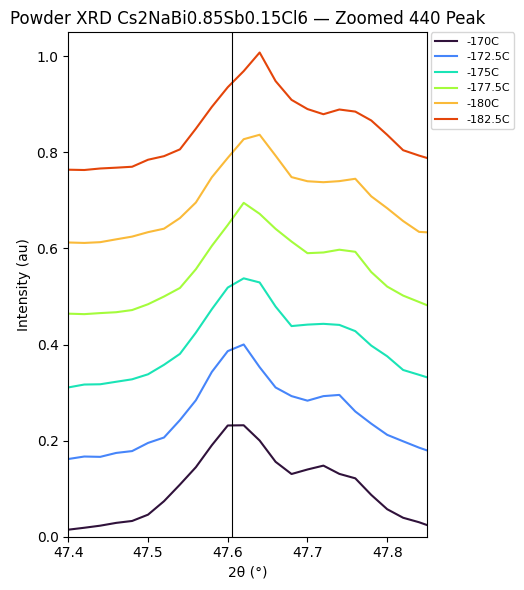 Powder XRD Cs2NaBi0.85Sb0.15Cl6 — Zoomed 440 Peak
-170C
-172.5C
-175C
-177.5C
-180C
-182.5C
1.0
0.8
0.6
0.4
0.2
0.0
Intensity (au)
47.4 47.5 47.6 47.7 47.8
2θ (°)